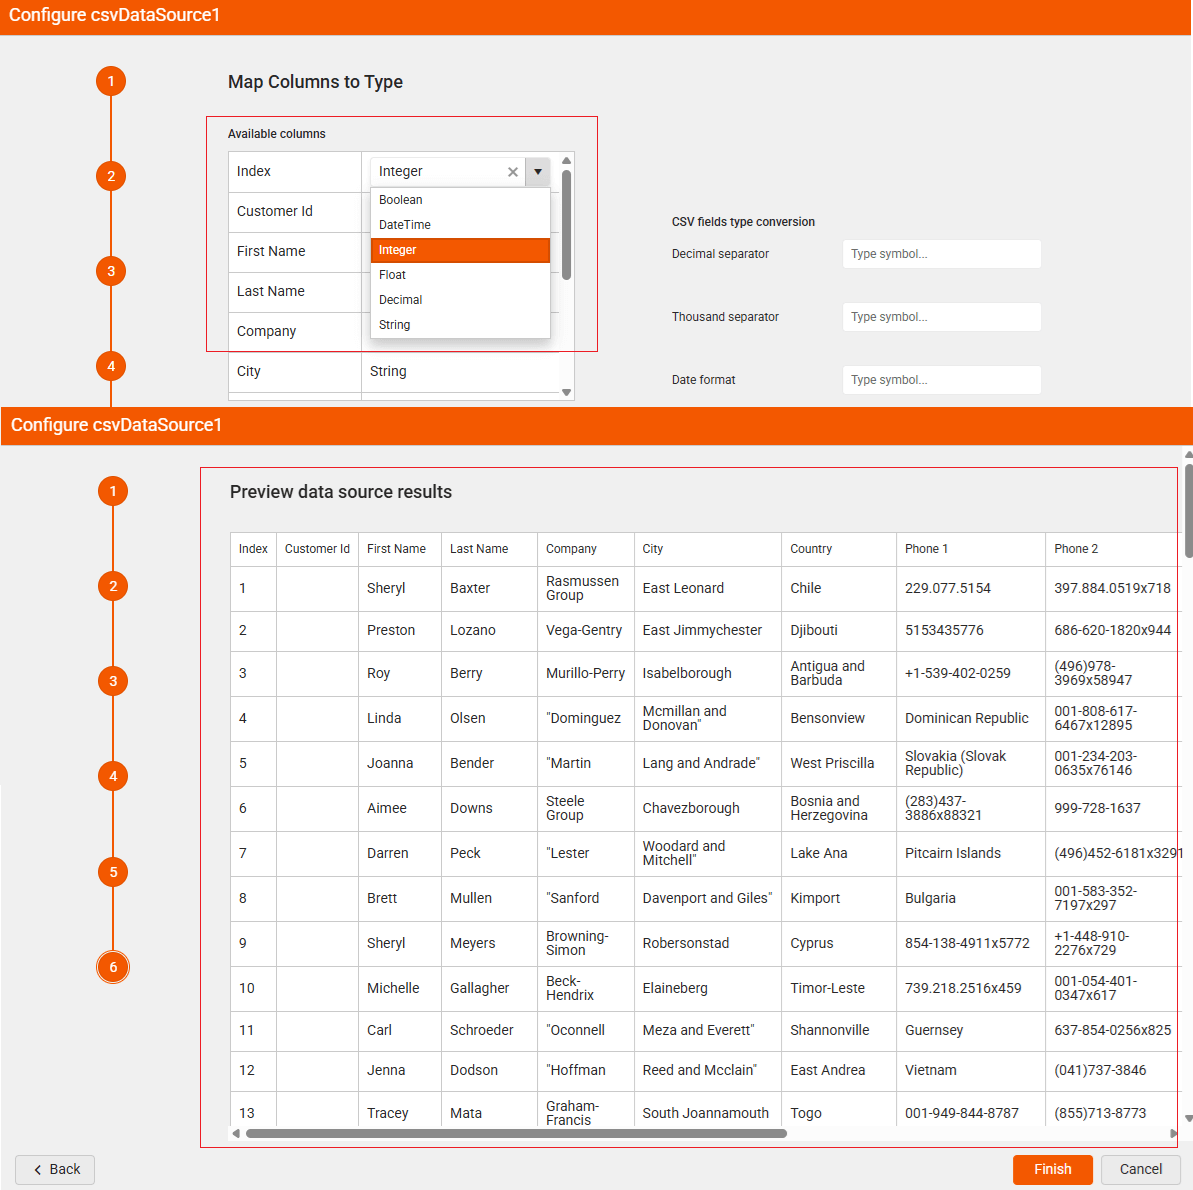 Configure csvDataSource1
1
Map Columns to Type
Available columns
Index Integer
2
Boolean
Customer Id
DateTime
CSV fields type conversion
First Name Integer
Decimal separator Type symbol...
3
Float
Last Name
Decimal
Thousand separator Type symbol...
Company String
4
City String
Date format Type symbol...
Configure csvDataSource1
1
Preview data source results
Index Customer Id First Name Last Name Company City Country Phone 1 Phone 2
1 Sheryl Baxter Rasmussen Group East Leonard Chile 229.077.5154 397.884.0519x718
2
2 Preston Lozano Vega-Gentry East Jimmychester Djibouti 5153435776 686-620-1820x944
3 Roy Berry Murillo-Perry Isabelborough Antigua and Barbuda +1-539-402-0259 (496)978-3969x58947
3
4 Linda Olsen "Dominguez Mcmillan and Donovan" Bensonview Dominican Republic 001-808-617-6467x12895
5 Joanna Bender "Martin Lang and Andrade" West Priscilla Slovakia (Slovak Republic) 001-234-203-0635x76146
4
6 Aimee Downs Steele Group Chavezborough Bosnia and Herzegovina (283)437-3886x88321 999-728-1637
7 Darren Peck "Lester Woodard and Mitchell" Lake Ana Pitcairn Islands (496)452-6181x3291
5
8 Brett Mullen "Sanford Davenport and Giles" Kimport Bulgaria 001-583-352-7197x297
9 Sheryl Meyers Browning-Simon Robersonstad Cyprus 854-138-4911x5772 +1-448-910-2276x729
6
10 Michelle Gallagher Beck-Hendrix Elaineberg Timor-Leste 739.218.2516x459 001-054-401-0347x617
11 Carl Schroeder "Oconnell Meza and Everett" Shannonville Guernsey 637-854-0256x825
12 Jenna Dodson "Hoffman Reed and Mcclain" East Andrea Vietnam (041)737-3846
13 Tracey Mata Graham-Francis South Joannamouth Togo 001-949-844-8787 (855)713-8773
Back Finish Cancel